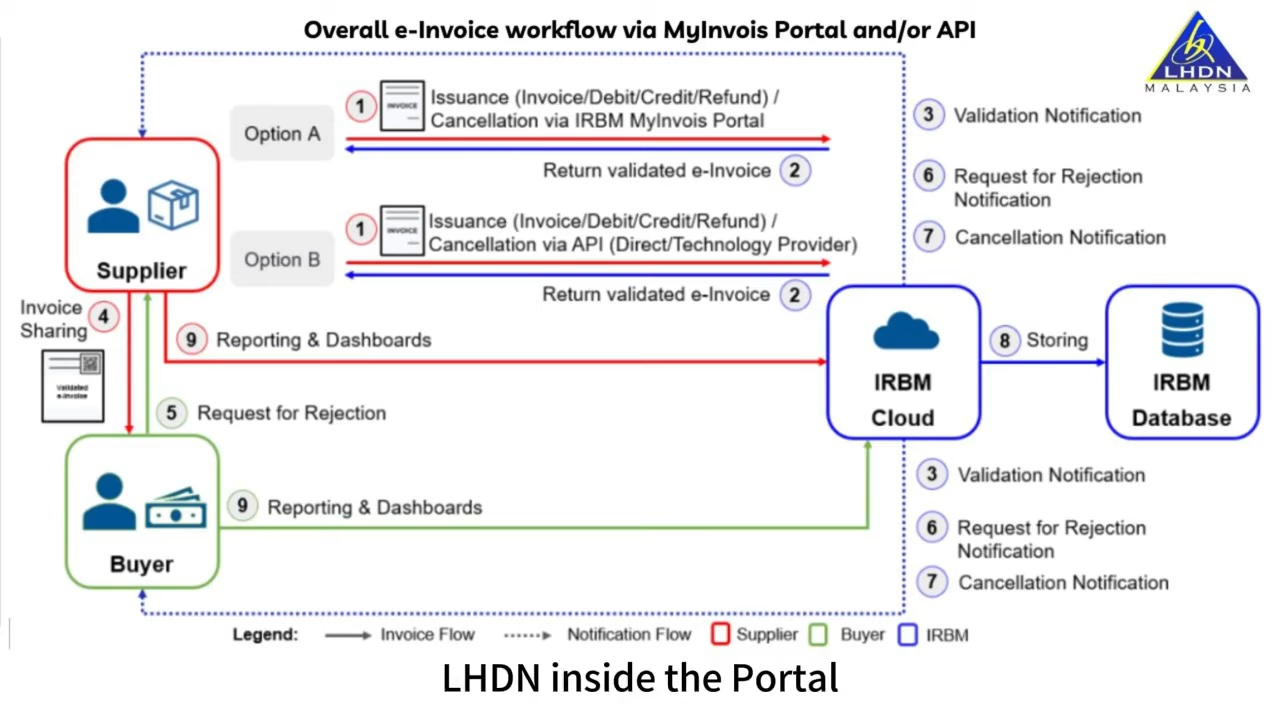 Overall e-Invoice workflow via MyInvois Portal and/or API
LHDN
MALAYSIA
Option A
1
INVOICE
Issuance (Invoice/Debit/Credit/Refund) /
Cancellation via IRBM MyInvois Portal
Return validated e-Invoice 2
3 Validation Notification
6 Request for Rejection
Notification
7 Cancellation Notification
Option B
1
INVOICE
Issuance (Invoice/Debit/Credit/Refund) /
Cancellation via API (Direct/Technology Provider)
Return validated e-Invoice 2
Supplier
Invoice
Sharing
4
Validated
e-Invoice
9 Reporting & Dashboards
5 Request for Rejection
IRBM
Cloud
8 Storing
IRBM
Database
Buyer
9 Reporting & Dashboards
3 Validation Notification
6 Request for Rejection
Notification
7 Cancellation Notification
Legend: Invoice Flow Notification Flow Supplier Buyer IRBM
LHDN inside the Portal